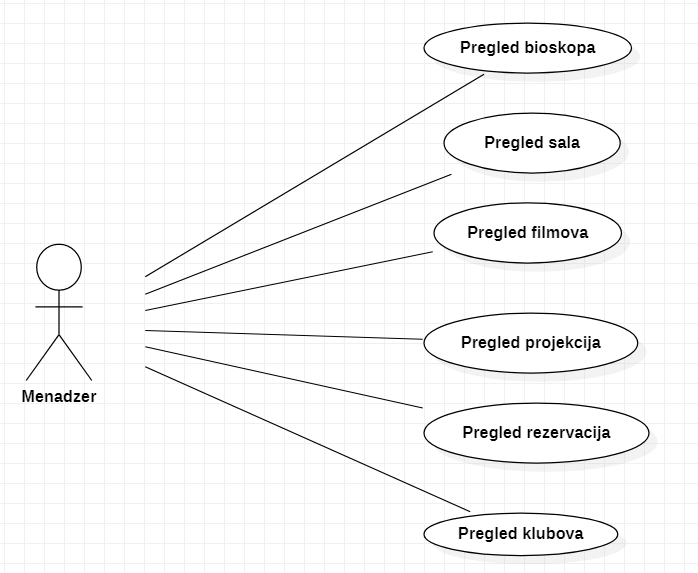 Pregled bioskopa
Pregled sala
Pregled filmova
Pregled projekcija
Menadzer
Pregled rezervacija
Pregled klubova